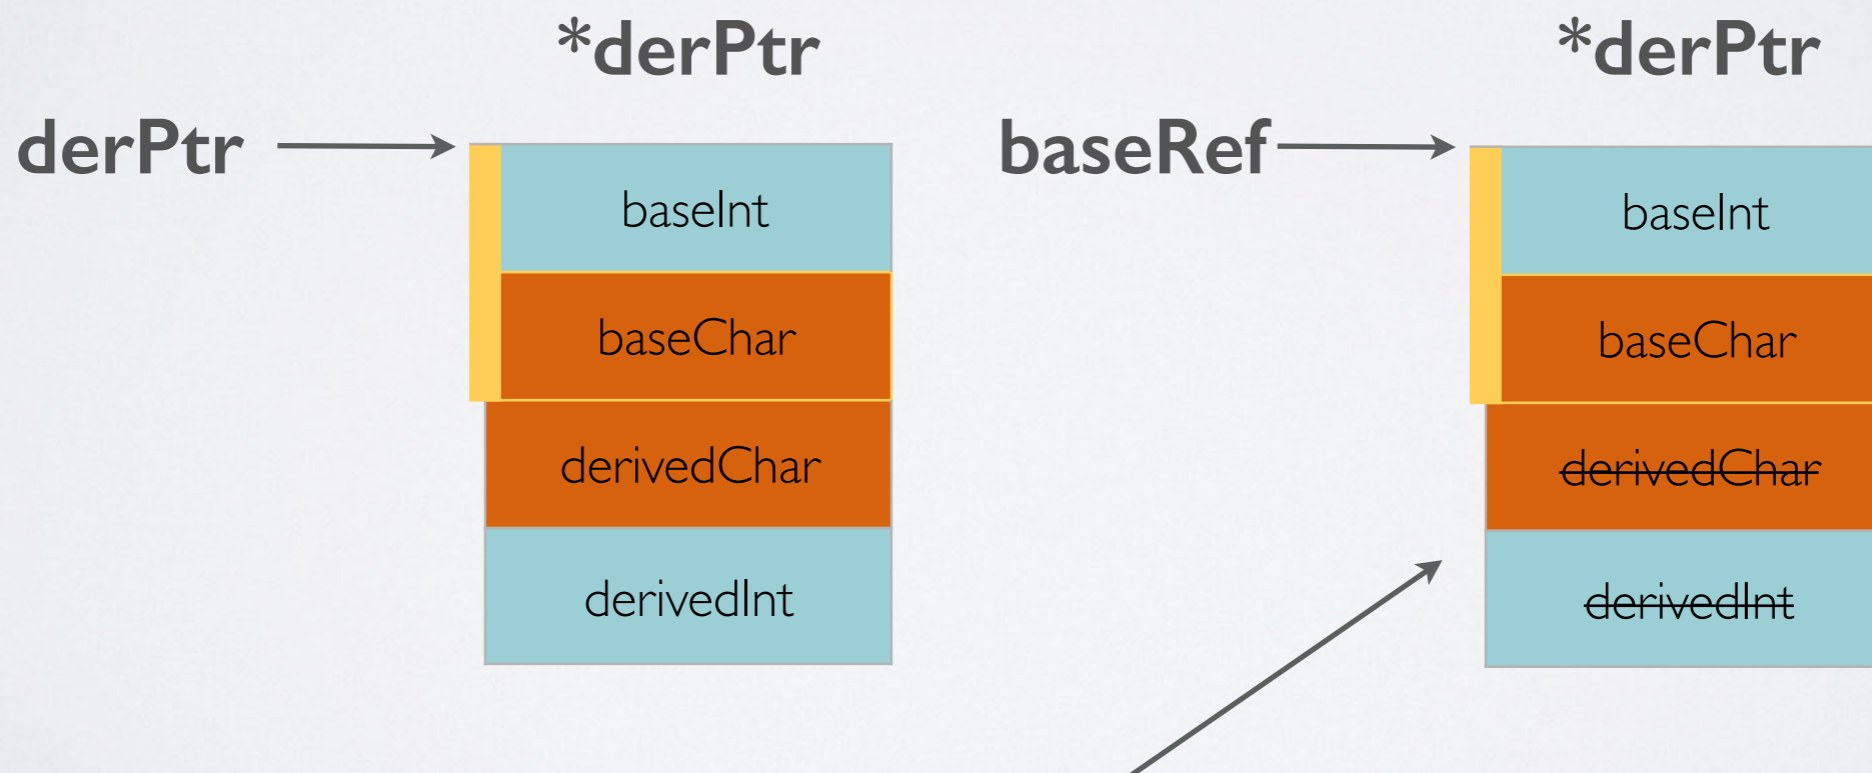 *derPtr
derPtr
baseInt
baseChar
derivedChar
derivedInt
*derPtr
baseRef
baseInt
baseChar
derivedChar
derivedInt